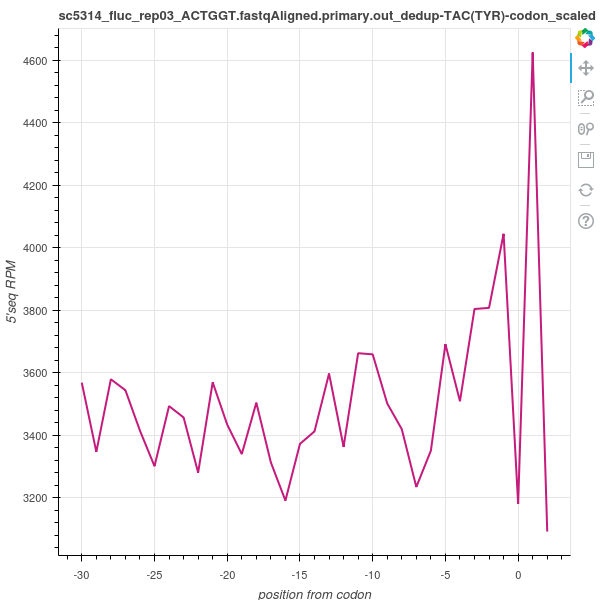 sc5314_fluc_rep03_ACTGGT.fastqAligned.primary.out_dedup-TAC(TYR)-codon_scaled
4600
4400
4200
4000
3800
3600
3400
3200
5'seq RPM
-30 -25 -20 -15 -10 -5 0
position from codon